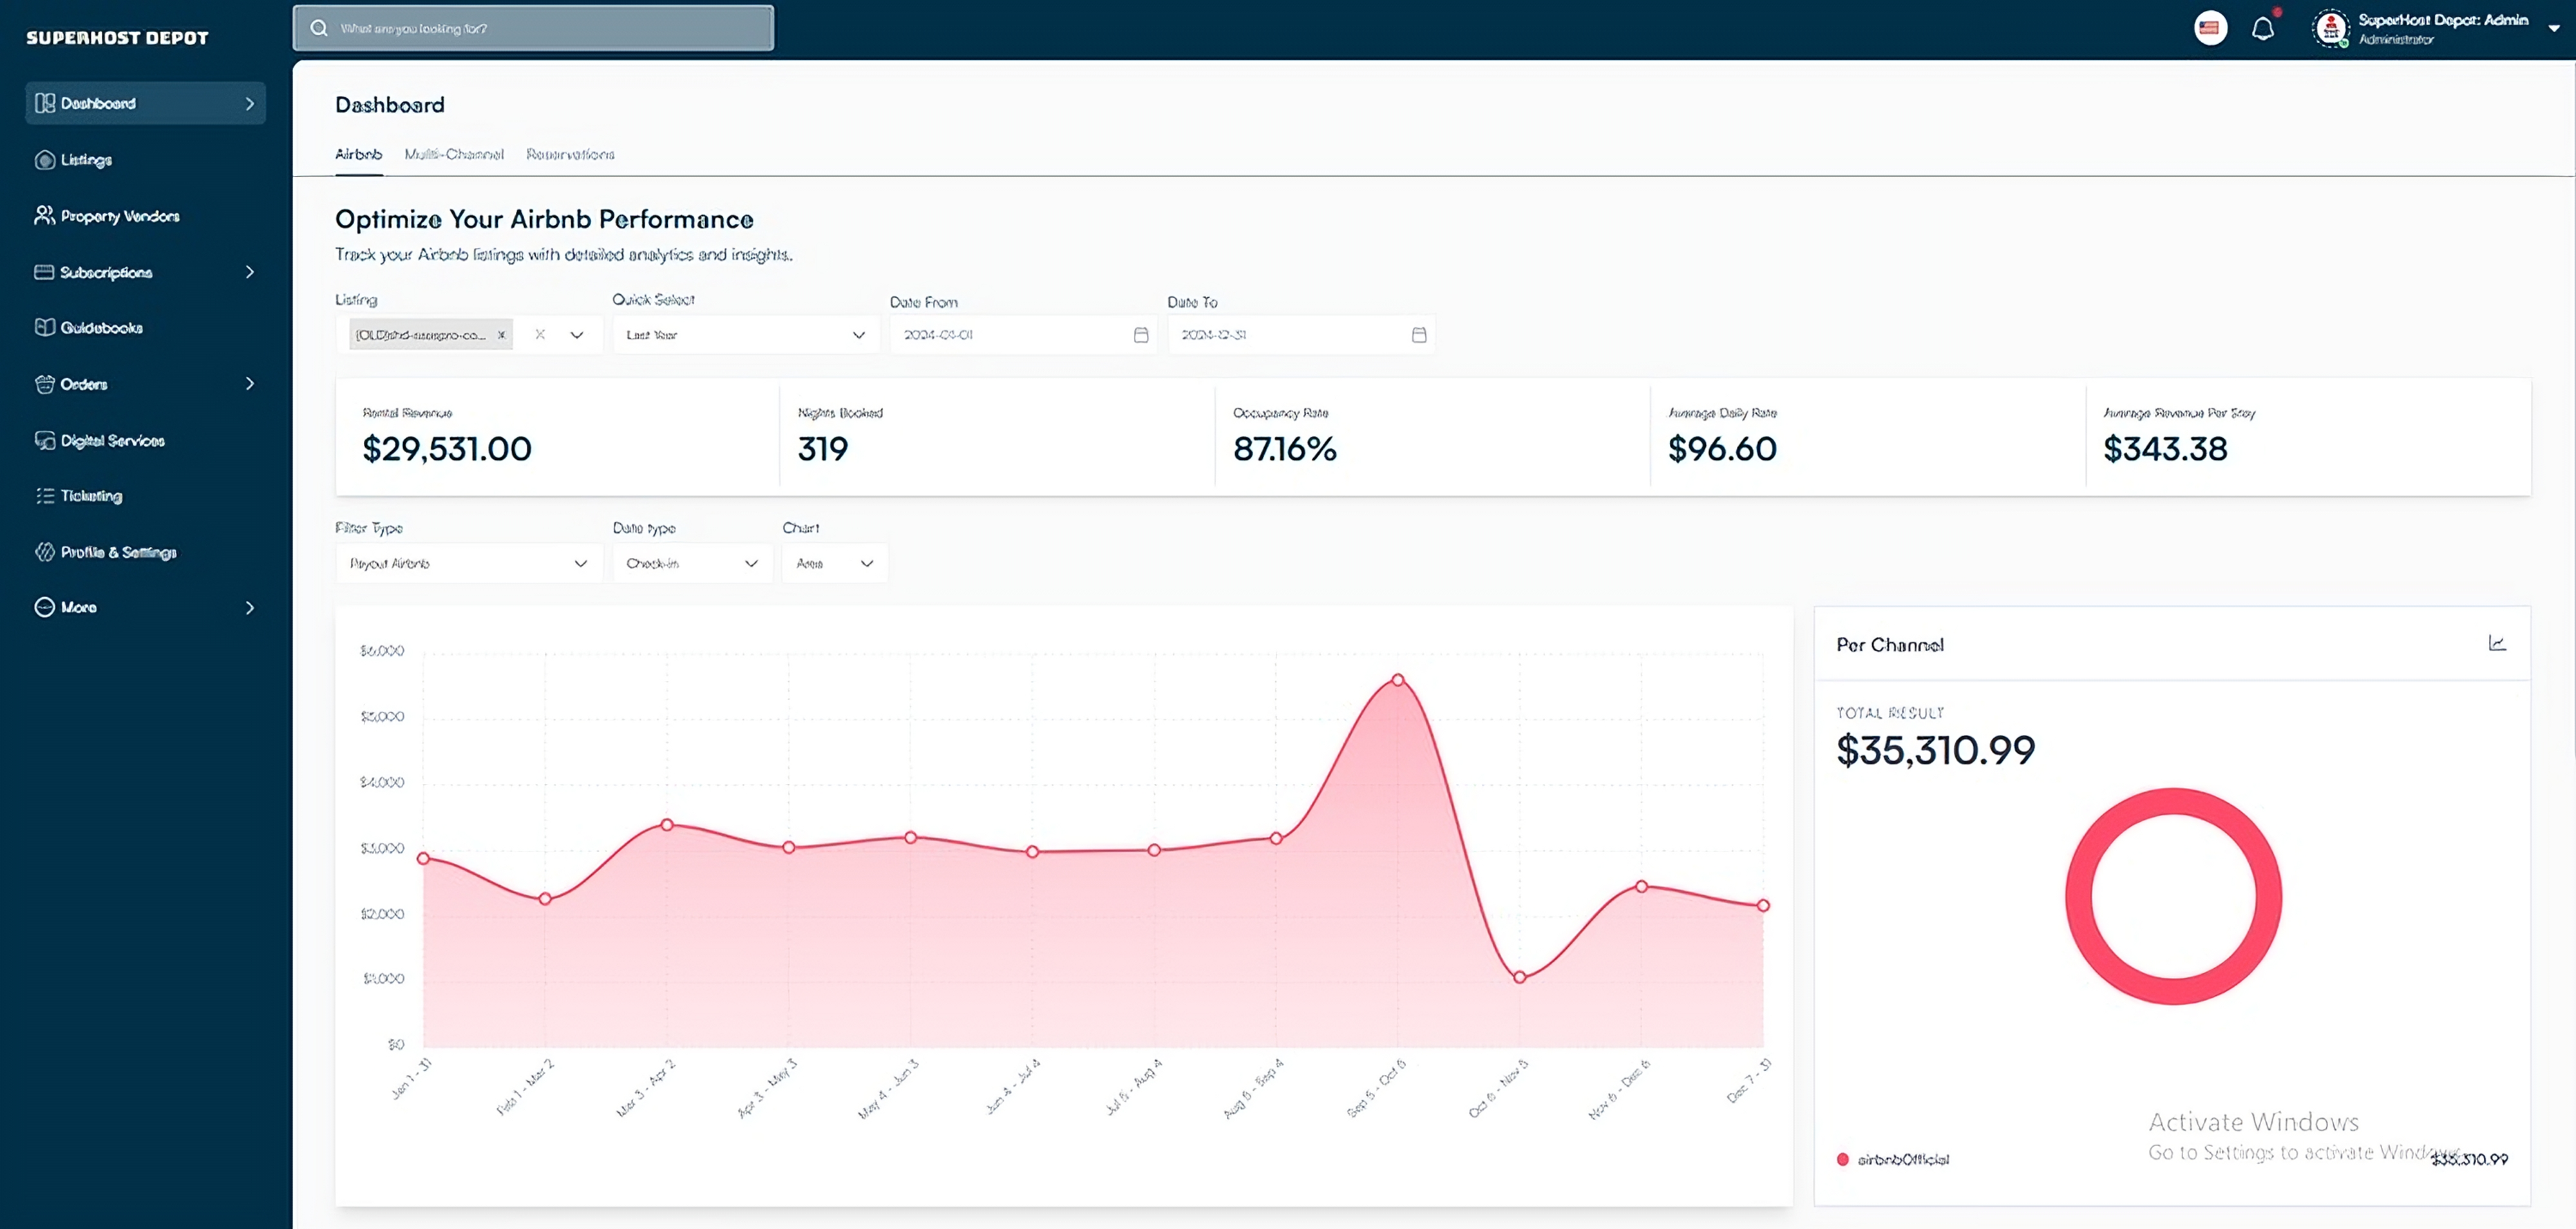 SUPERHOST DEPOT
What are you looking for?
SuperHost Depot: Admin
Administrator
Dashboard
Listings
Property Vendors
Subscriptions
Guidebooks
Orders
Digital Services
Ticketing
Profile & Settings
More
Dashboard
Airbnb Multi-Channel Reservations
Optimize Your Airbnb Performance
Track your Airbnb listings with detailed analytics and insights.
Listing Quick Select Date From Date To
Last Year 2024-01-01 2024-12-31
Rental Revenue Nights Booked Occupancy Rate Average Daily Rate Average Revenue Per Stay
$29,531.00 319 87.16% $96.60 $343.38
Filter Type Date type Chart
Payout Airbnb Check-in Area
$6,000
$5,000
$4,000
$3,000
$2,000
$1,000
$0
Jan 1 - 31 Feb 1 - Mar 2 Mar 3 - Apr 2 Apr 3 - May 3 May 4 - Jun 3 Jun 4 - Jul 4 Jul 5 - Aug 4 Aug 5 - Sep 4 Sep 5 - Oct 5 Oct 6 - Nov 5 Nov 6 - Dec 6 Dec 7 - 31
Per Channel
TOTAL RESULT
$35,310.99
airbnbOfficial $35,310.99
Activate Windows
Go to Settings to activate Windows.